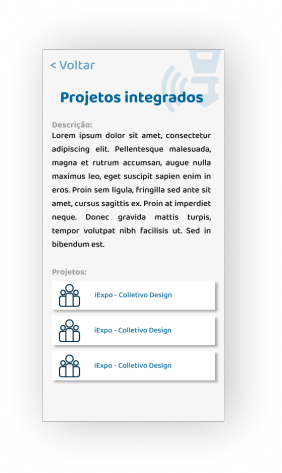 < Voltar
Projetos integrados
Descrição:
Lorem ipsum dolor sit amet, consectetur
adipiscing elit. Pellentesque malesuada,
magna et rutrum accumsan, augue nulla
maximus leo, eget suscipit sapien enim in
eros. Proin sem ligula, fringilla sed ante sit
amet, cursus sagittis ex. Proin at imperdiet
neque. Donec gravida mattis turpis,
tempor volutpat nibh facilisis ut. Sed in
bibendum est.
Projetos:
iExpo - Colletivo Design
iExpo - Colletivo Design
iExpo - Colletivo Design